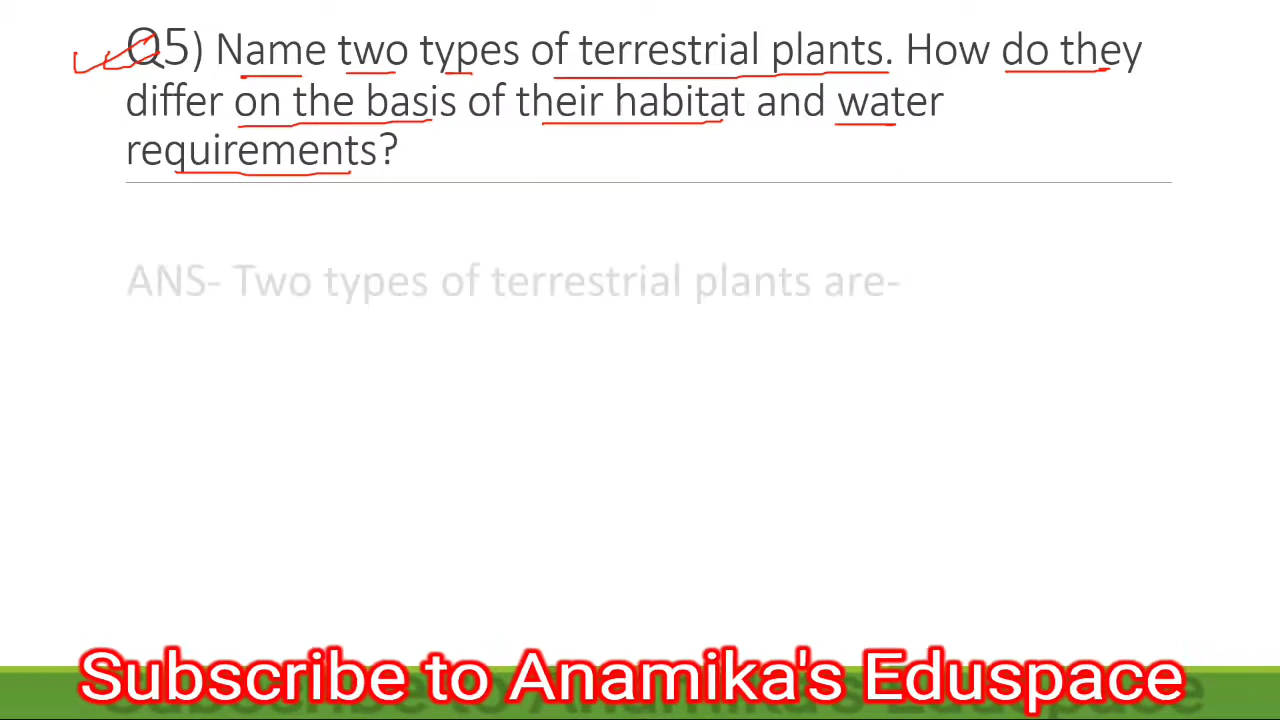 Q5) Name two types of terrestrial plants. How do they
differ on the basis of their habitat and water
requirements?
ANS- Two types of terrestrial plants are-
Subscribe to Anamika's Eduspace